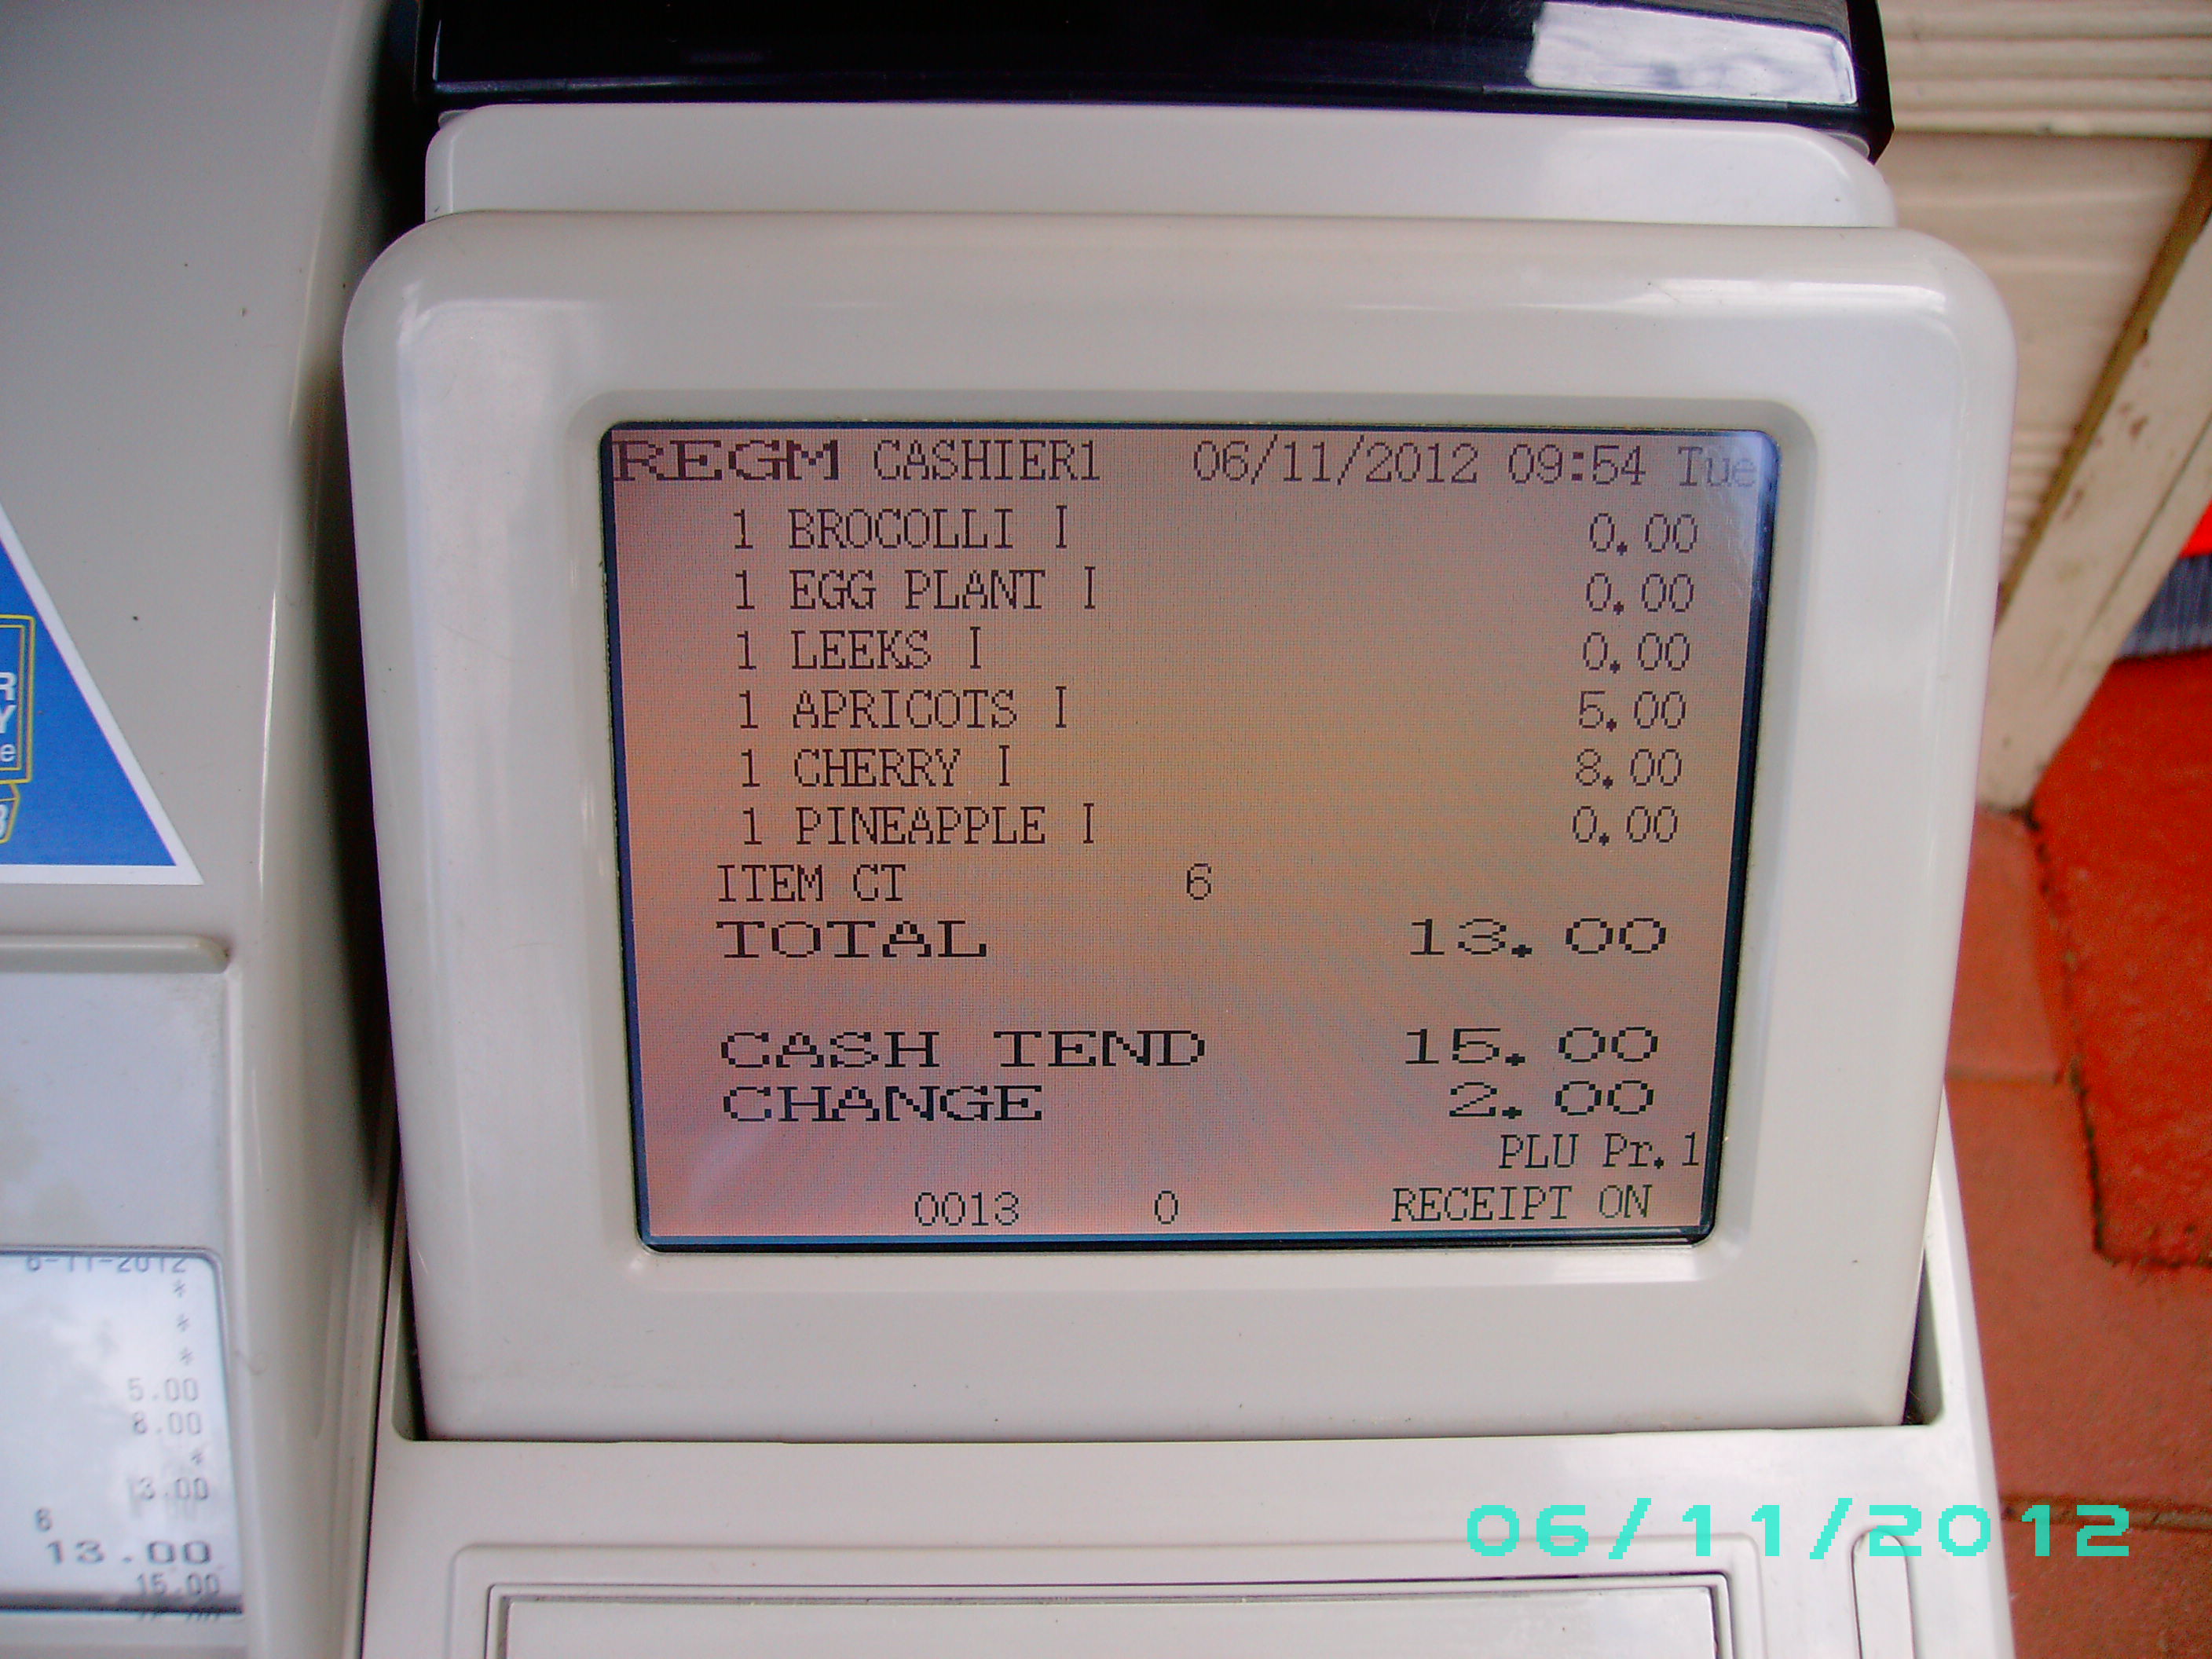 REGM CASHIER1 06/11/2012 09:54 Tue
1 BROCOLLI I 0.00
1 EGG PLANT I 0.00
1 LEEKS I 0.00
1 APRICOTS I 5.00
1 CHERRY I 8.00
1 PINEAPPLE I 0.00
ITEM CT 6
TOTAL 13.00
CASH TEND 15.00
CHANGE 2.00
PLU Pr.1
0013 0 RECEIPT ON
R
Y
e
6-11-2012
*
*
*
5.00
8.00
*
6
13.00
15.00
06/11/2012